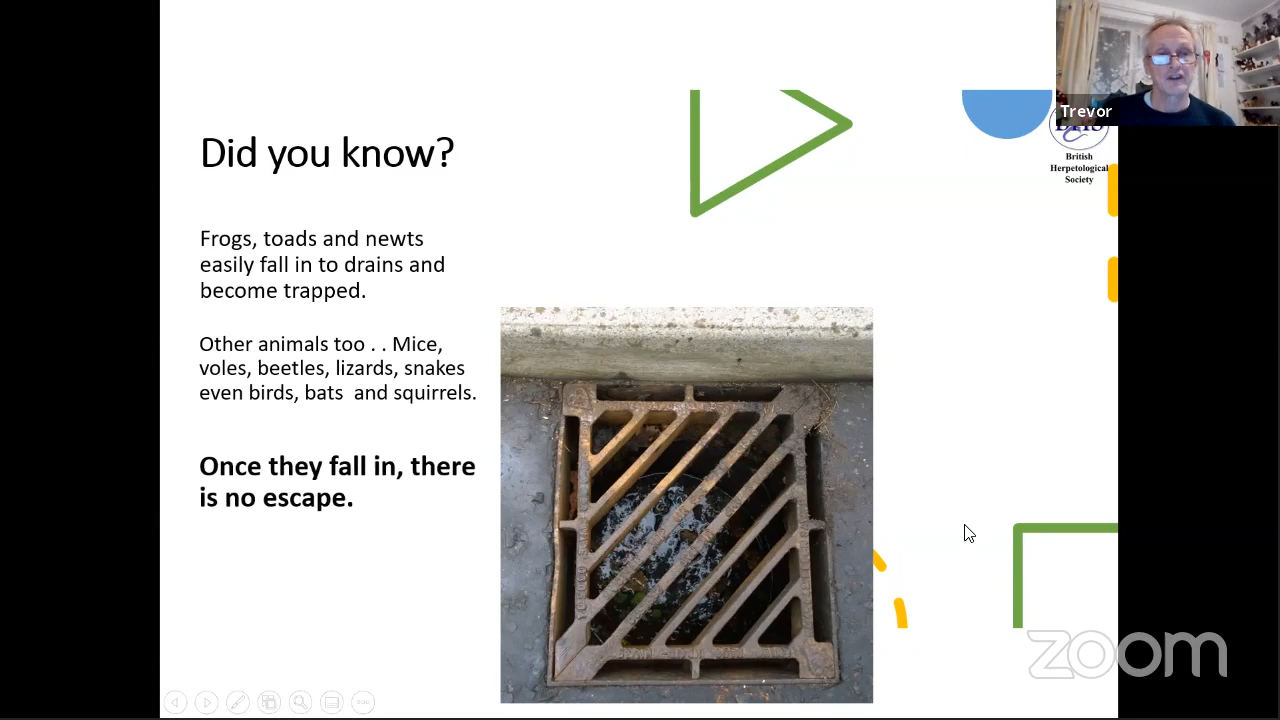 Trevor
Did you know?
British
Herpetological
Society
Frogs, toads and newts
easily fall in to drains and
become trapped.
Other animals too . . Mice,
voles, beetles, lizards, snakes
even birds, bats and squirrels.
Once they fall in, there
is no escape.
zoom